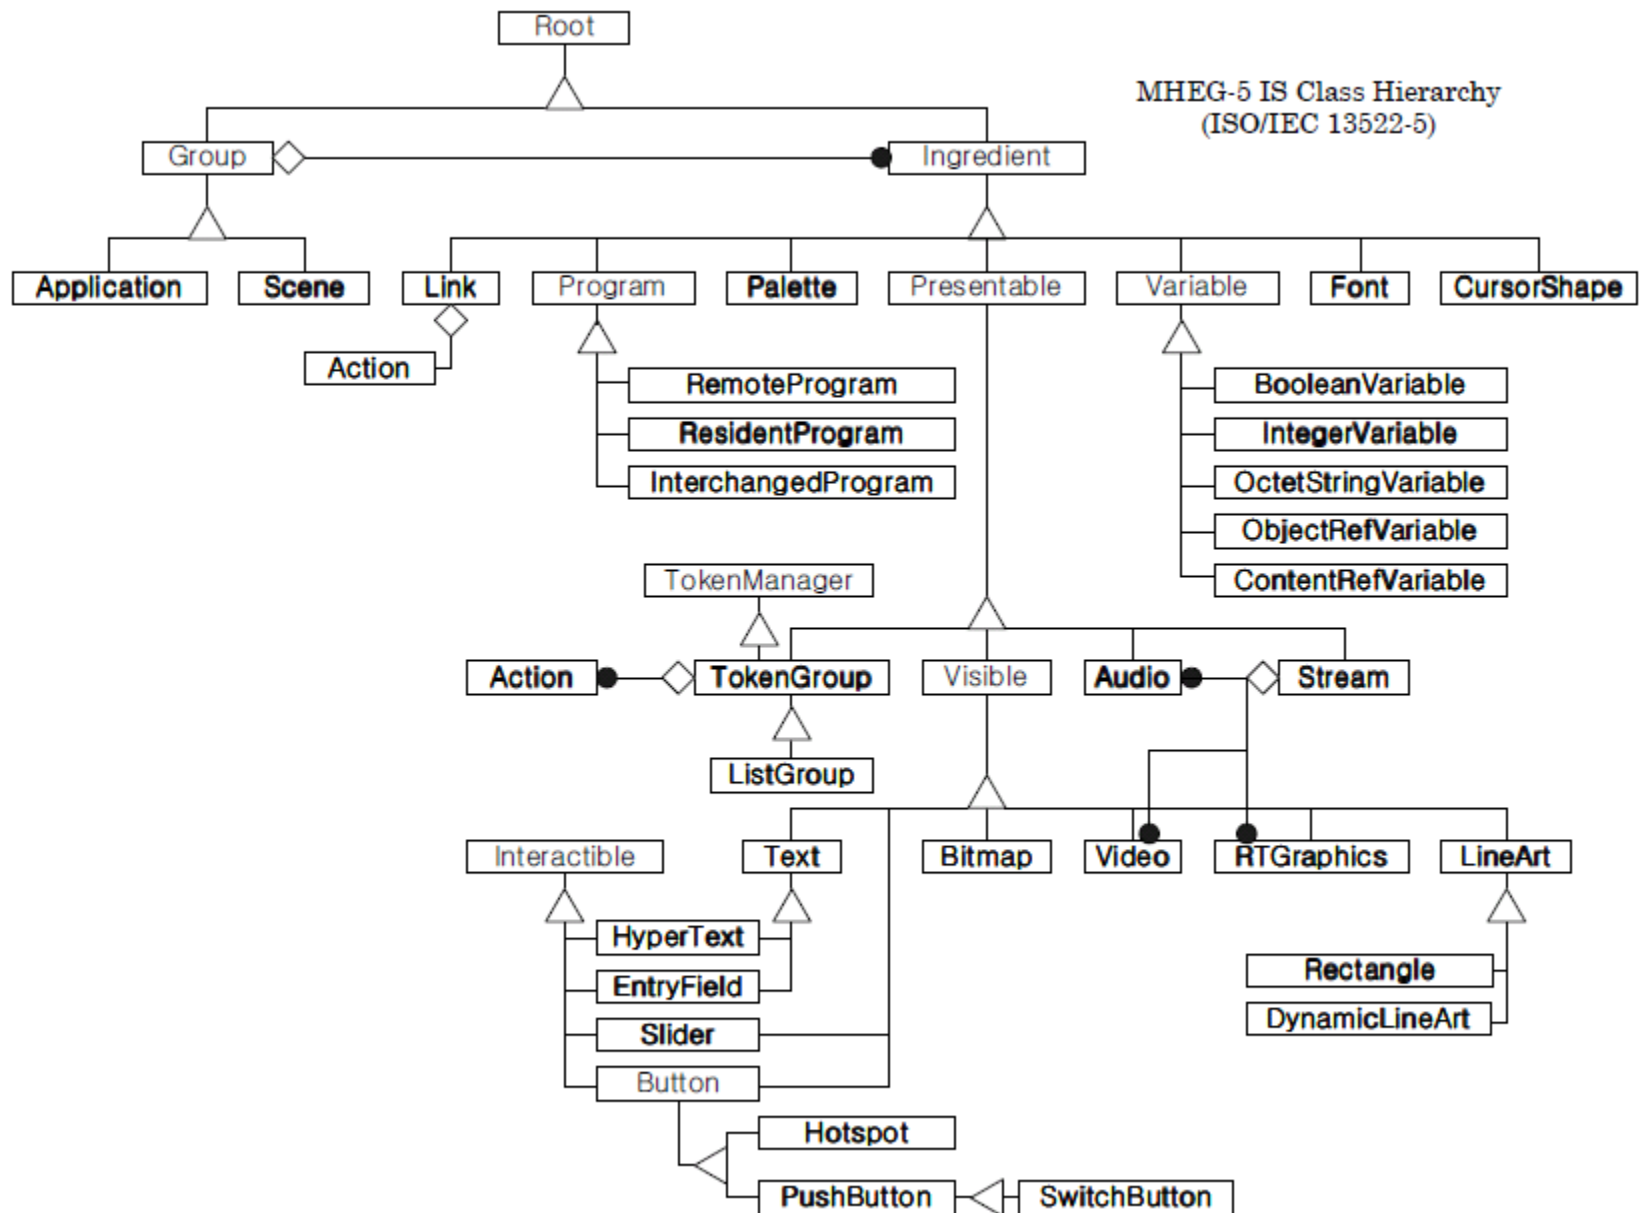 Root
MHEG-5 IS Class Hierarchy
(ISO/IEC 13522-5)
Group
Ingredient
Application
Scene
Link
Program
Palette
Presentable
Variable
Font
CursorShape
Action
RemoteProgram
BooleanVariable
ResidentProgram
IntegerVariable
InterchangedProgram
OctetStringVariable
ObjectRefVariable
TokenManager
ContentRefVariable
Action
TokenGroup
Visible
Audio
Stream
ListGroup
Interactible
Text
Bitmap
Video
RTGraphics
LineArt
HyperText
Rectangle
EntryField
DynamicLineArt
Slider
Button
Hotspot
PushButton
SwitchButton